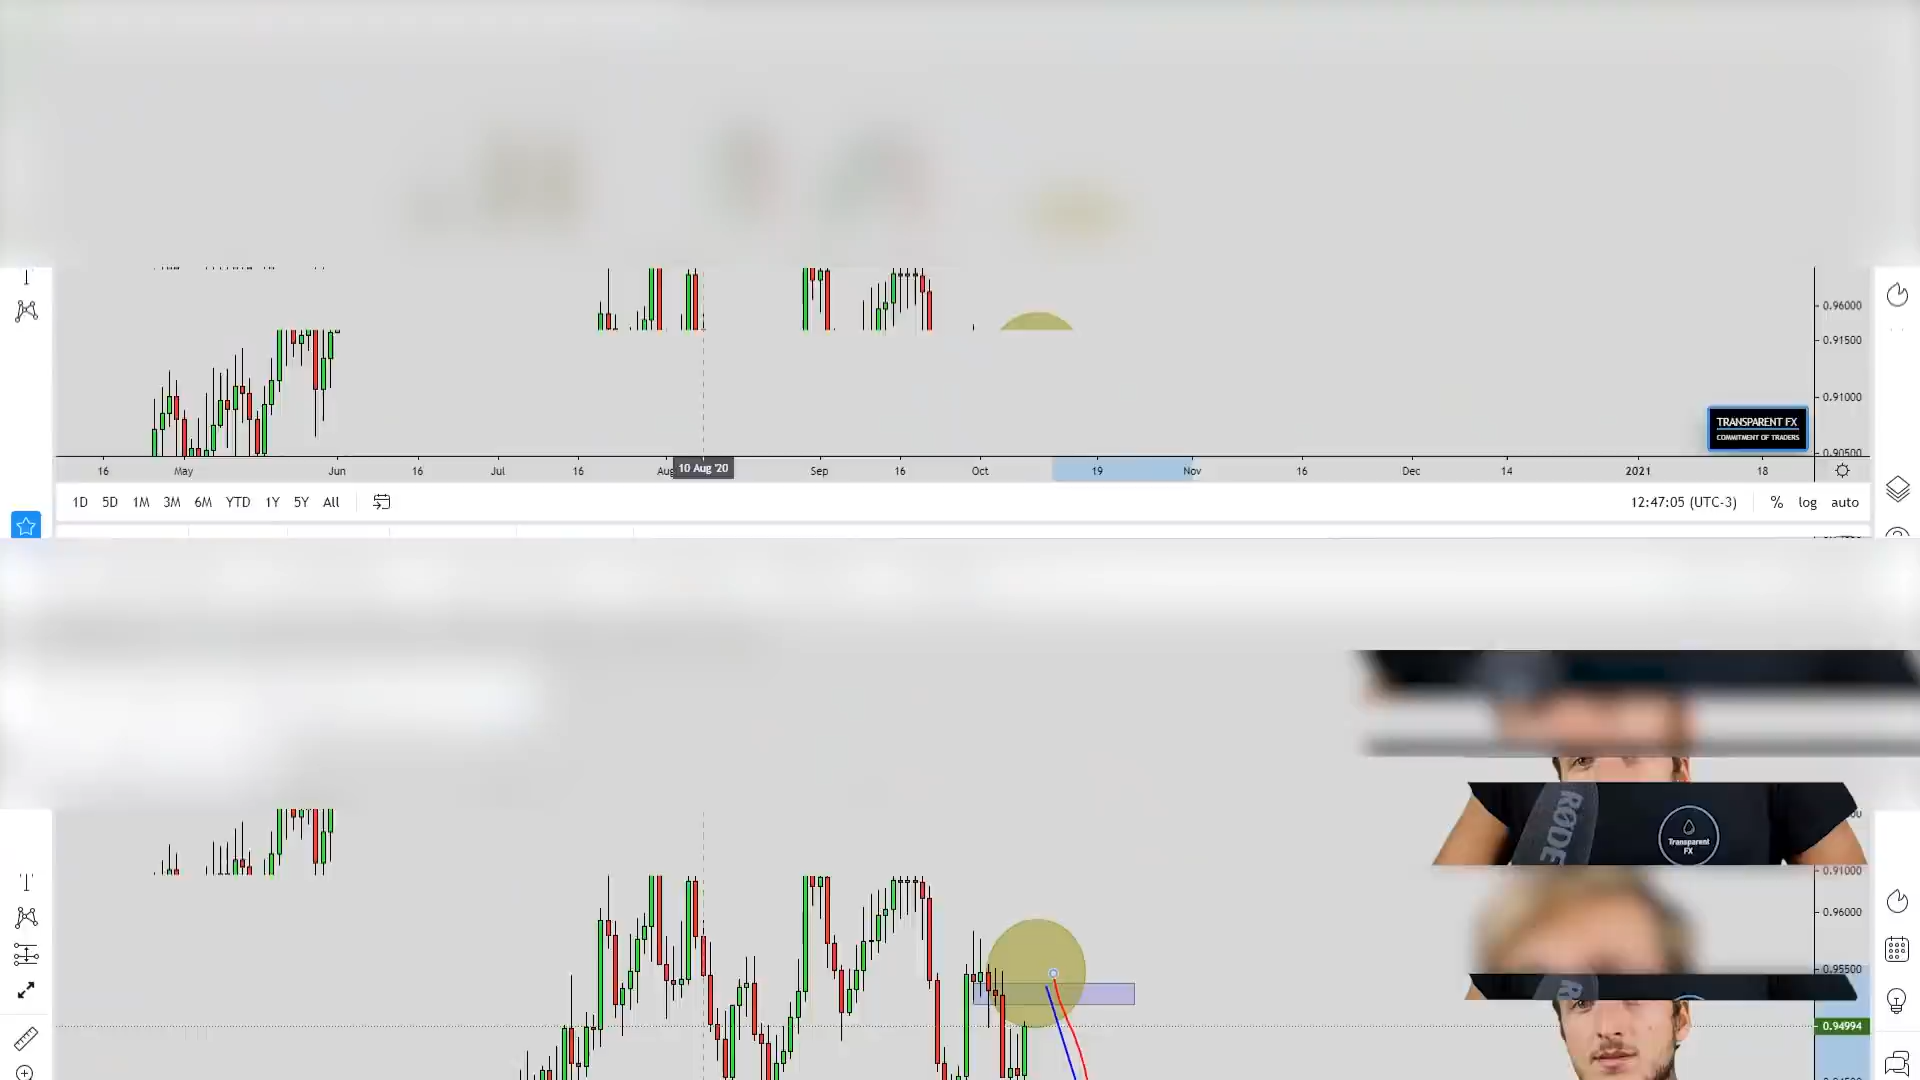 0.96000
0.91500
0.91000
TRANSPARENT FX
COMMITMENT OF TRADERS
0.90500
16 May Jun 16 Jul 16 Aug 10 Aug '20 Sep 16 Oct 19 Nov 16 Dec 14 2021 18
1D 5D 1M 3M 6M YTD 1Y 5Y All 12:47:05 (UTC-3) % log auto
RØDE
Transparent
FX
0.91000
0.96000
0.95500
0.94994